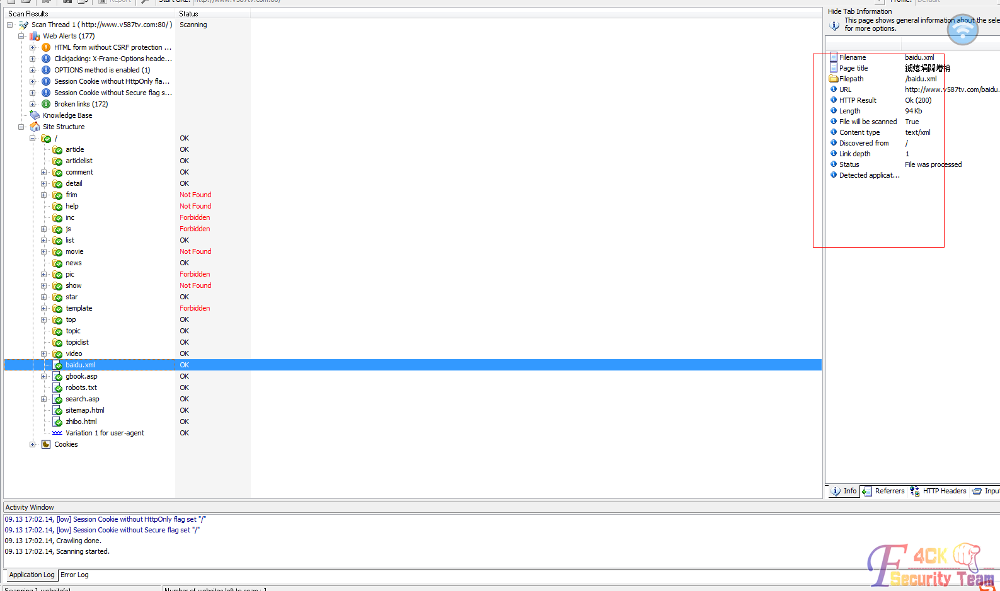 Report
Start URL: http://www.v587tv.com:80/
Profile: Default
Scan Results Status
Scan Thread 1 ( http://www.v587tv.com:80/ ) Scanning
Web Alerts (177)
HTML form without CSRF protection ...
Clickjacking: X-Frame-Options heade...
OPTIONS method is enabled (1)
Session Cookie without HttpOnly fla...
Session Cookie without Secure flag s...
Broken links (172)
Knowledge Base
Site Structure
/ OK
article OK
articlelist OK
comment OK
detail OK
frim Not Found
help Not Found
inc Forbidden
js Forbidden
list OK
movie Not Found
news OK
pic Forbidden
show Not Found
star OK
template Forbidden
top OK
topic OK
topiclist OK
video OK
baidu.xml OK
gbook.asp OK
robots.txt OK
search.asp OK
sitemap.html OK
zhibo.html OK
Variation 1 for user-agent OK
Cookies
Hide Tab Information
This page shows general information about the sele
for more options.
Filename baidu.xml
Page title
Filepath /baidu.xml
URL http://www.v587tv.com/baidu.
HTTP Result Ok (200)
Length 94 Kb
File will be scanned True
Content type text/xml
Discovered from /
Link depth 1
Status File was processed
Detected applicat...
Info Referrers HTTP Headers Input
Activity Window
09.13 17:02.14, [low] Session Cookie without HttpOnly flag set "/"
09.13 17:02.14, [low] Session Cookie without Secure flag set "/"
09.13 17:02.14, Crawling done.
09.13 17:02.14, Scanning started.
Application Log Error Log
Scanning 1 website(s) Number of websites left to scan : 1
F4CK
Security Team